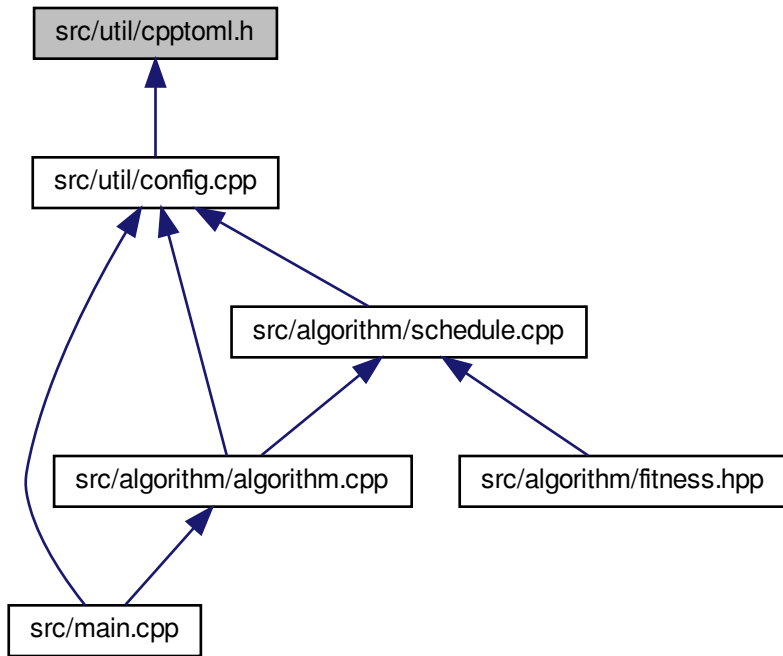 src/util/cpptoml.h
src/util/config.cpp
src/algorithm/schedule.cpp
src/algorithm/algorithm.cpp
src/algorithm/fitness.hpp
src/main.cpp